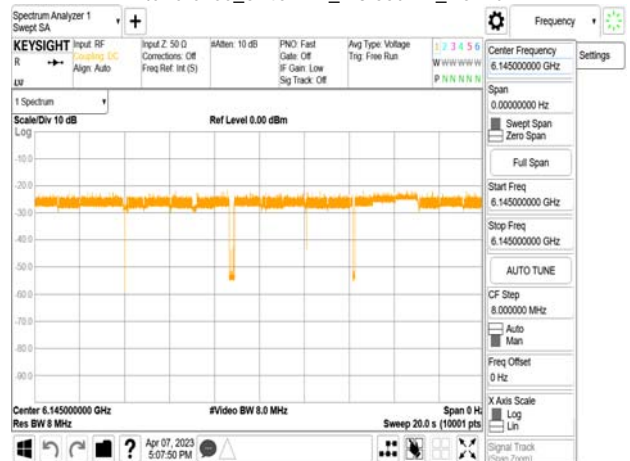 Spectrum Analyzer 1
Swept SA
Frequency
KEYSIGHT
R
Input: RF
Coupling: DC
Align: Auto
Input Z: 50 Ω
Corrections: Off
Freq Ref: Int (S)
#Atten: 10 dB
PNO: Fast
Gate: Off
IF Gain: Low
Sig Track: Off
Avg Type: Voltage
Trig: Free Run
1 2 3 4 5 6
W W W W W W
P N N N N N
Center Frequency
6.145000000 GHz
Settings
Span
0.00000000 Hz
Swept Span
Zero Span
Full Span
Start Freq
6.145000000 GHz
Stop Freq
6.145000000 GHz
AUTO TUNE
CF Step
8.000000 MHz
Auto
Man
Freq Offset
0 Hz
X Axis Scale
Log
Lin
Signal Track
(Span Zoom)
1 Spectrum
Scale/Div 10 dB
Ref Level 0.00 dBm
Log
-10.0
-20.0
-30.0
-40.0
-50.0
-60.0
-70.0
-80.0
-90.0
Center 6.145000000 GHz
#Video BW 8.0 MHz
Span 0 Hz
Res BW 8 MHz
Sweep 20.0 s (10001 pts
?
Apr 07, 2023
5:07:50 PM